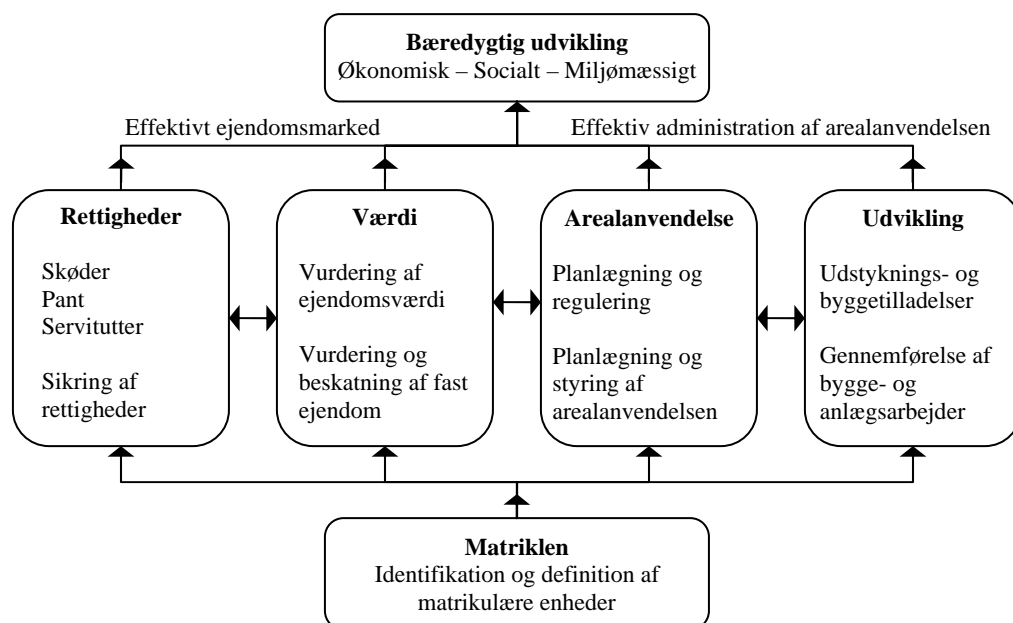 Bæredygtig udvikling
Økonomisk – Socialt – Miljømæssigt
Effektivt ejendomsmarked
Effektiv administration af arealanvendelsen
Rettigheder
Skøder
Pant
Servitutter
Sikring af
rettigheder
Værdi
Vurdering af
ejendomsværdi
Vurdering og
beskatning af fast
ejendom
Arealanvendelse
Planlægning og
regulering
Planlægning og
styring af
arealanvendelsen
Udvikling
Udstyknings- og
byggetilladelser
Gennemførelse af
bygge- og
anlægsarbejder
Matriklen
Identifikation og definition af
matrikulære enheder